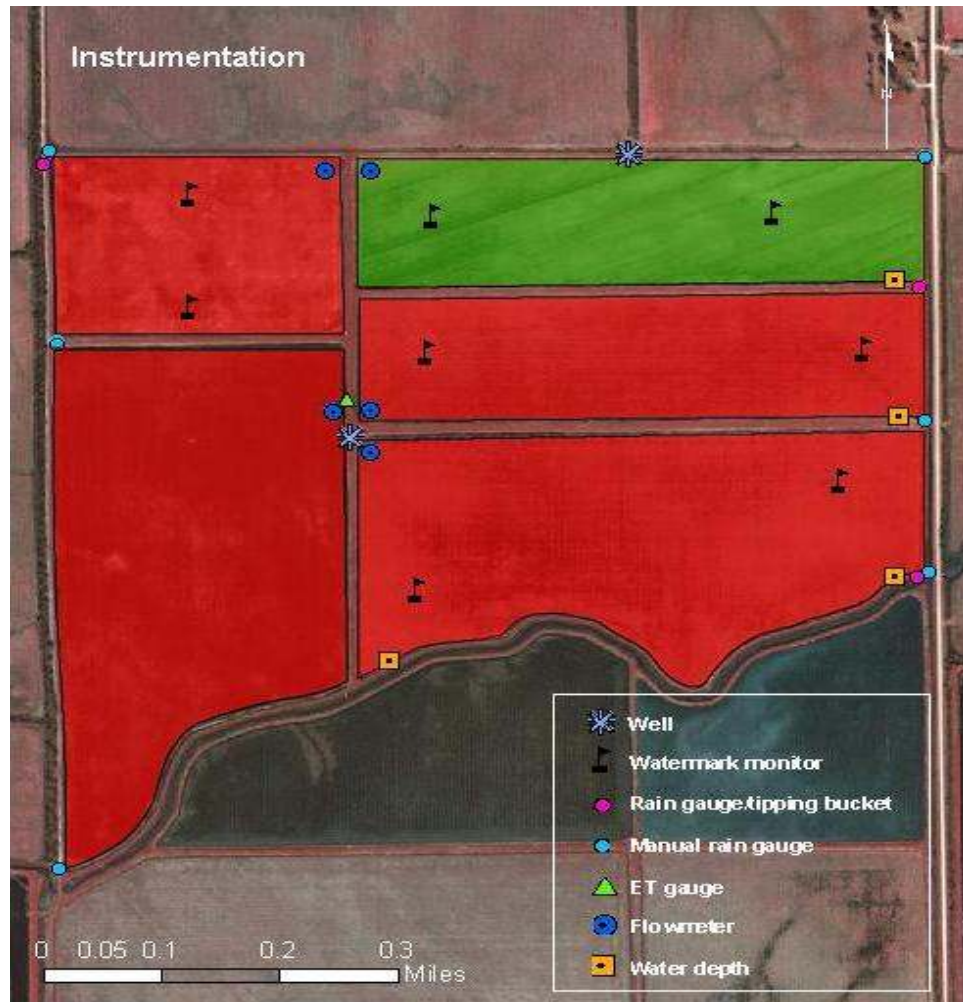 Instrumentation
N
Well
Watermark monitor
Rain gauge/tipping bucket
Manual rain gauge
ET gauge
Flowmeter
Water depth
0 0.05 0.1 0.2 0.3
Miles